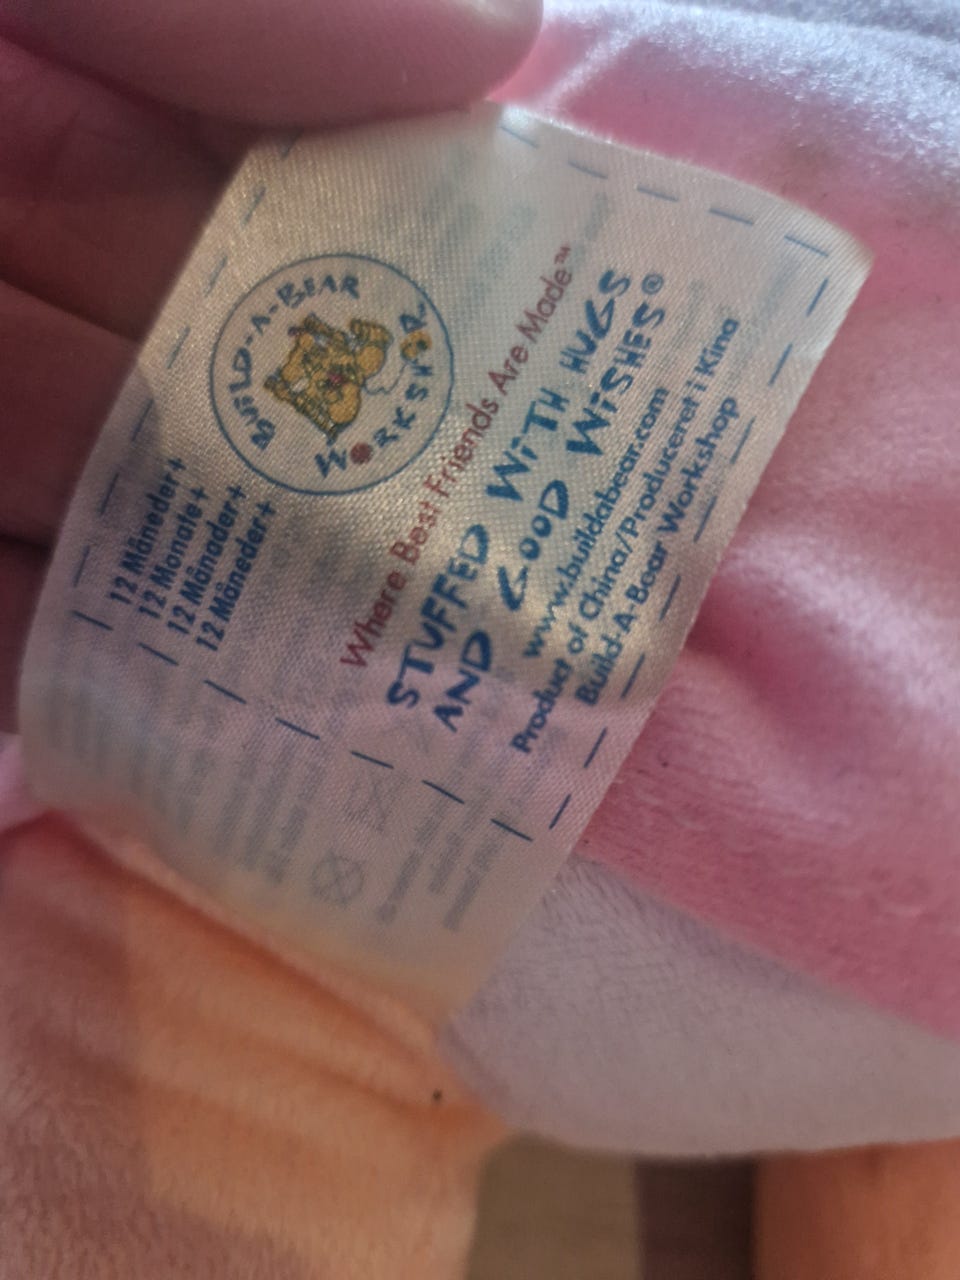 BUILD-A-BEAR
WORKSHOP
Where Best Friends Are Made™
STUFFED WITH HUGS
AND GOOD WISHES®
www.buildabear.com
Product of China/Produceret i Kina
Build-A-Bear Workshop
12 Måneder+
12 Monate+
12 Månader+
12 Måneder+